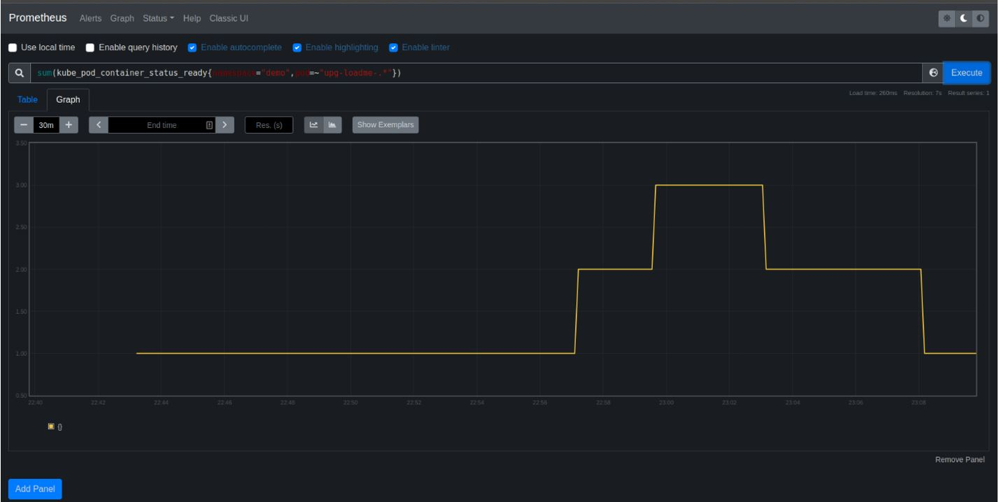 Prometheus Alerts Graph Status Help Classic UI
Use local time Enable query history Enable autocomplete Enable highlighting Enable linter
sum(kube_pod_container_status_ready{namespace="demo",pod=~"upg-loadme-.*"})
Execute
Load time: 260ms Resolution: 7s Result series: 1
Table Graph
30m End time Res. (s) Show Exemplars
3.50
3.00
2.50
2.00
1.50
1.00
0.50
22:40 22:42 22:44 22:46 22:48 22:50 22:52 22:54 22:56 22:58 23:00 23:02 23:04 23:06 23:08
{}
Remove Panel
Add Panel